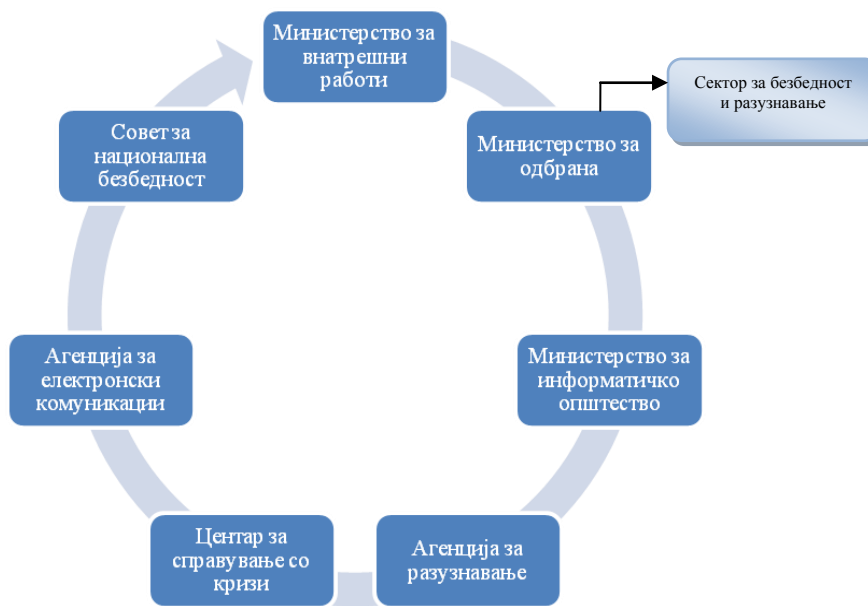 Министерство за
внатрешни
работи
Сектор за безбедност
и разузнавање
Министерство за
одбрана
Министерство за
информатичко
општество
Агенција за
разузнавање
Центар за
справување со
кризи
Агенција за
електронски
комуникации
Совет за
национална
безбедност